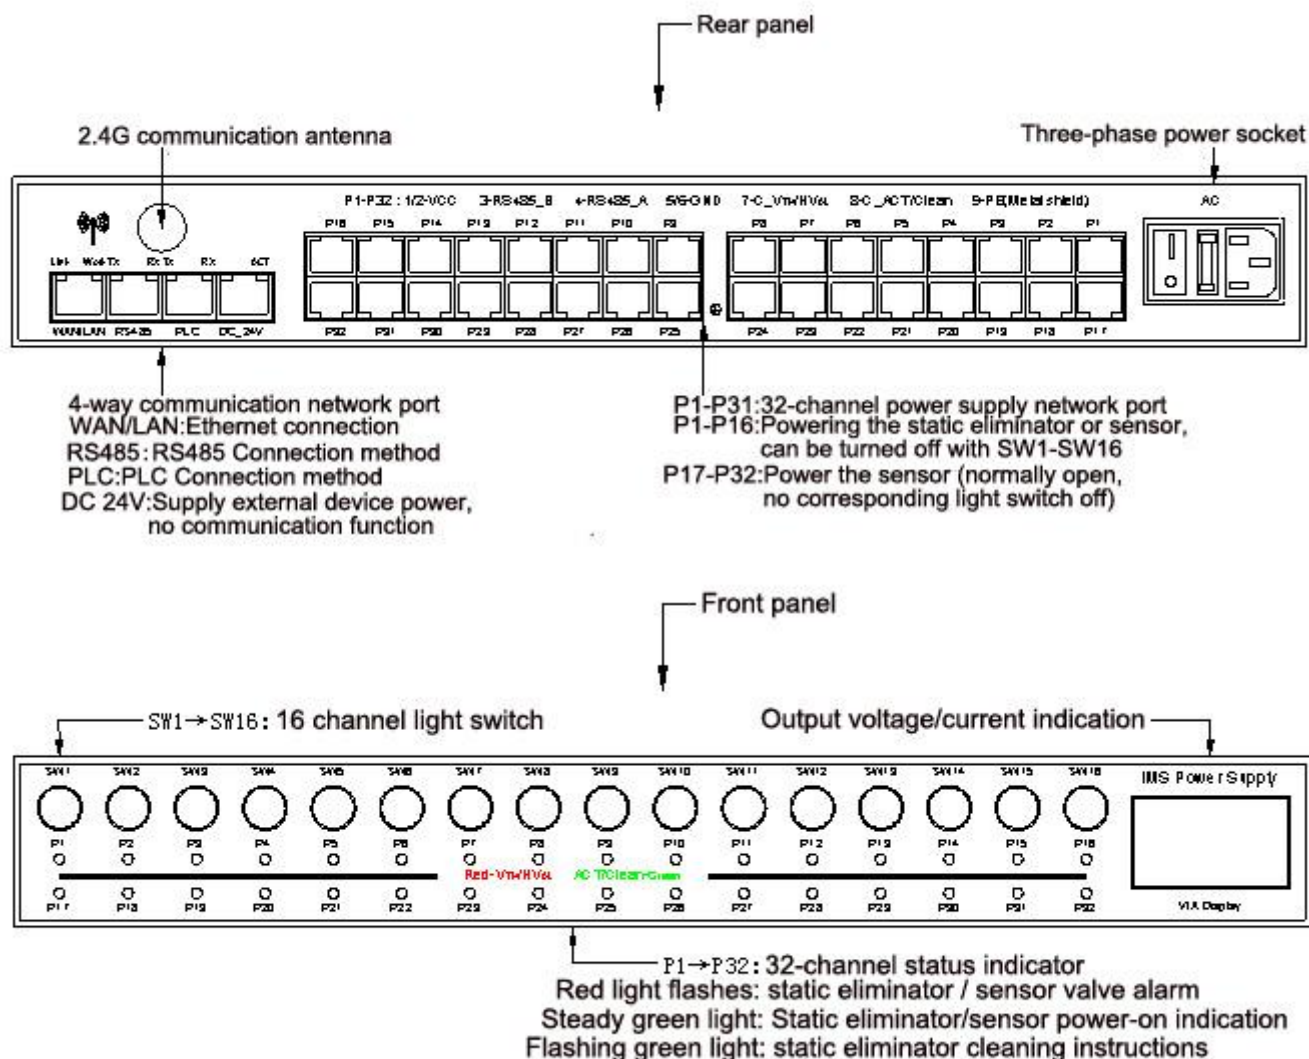 Rear panel
2.4G communication antenna
Three-phase power socket
P1-P32 : 1/2-VCC 3-RS485_B 4-RS485_A 5/6-GND 8-C_ACT/Clean 9-PE(Metal shield)
AC
P16 P15 P14 P13 P12 P11 P10 P9 P8 P7 P6 P5 P4 P3 P2 P1
Link Tx Rx Tx Rx ACT
WAN/LAN RS485 PLC DC_24V
P32 P31 P30 P29 P28 P27 P26 P25 P24 P23 P22 P21 P20 P19 P18 P17
4-way communication network port
WAN/LAN:Ethernet connection
RS485:RS485 Connection method
PLC:PLC Connection method
DC 24V:Supply external device power,
no communication function
P1-P31:32-channel power supply network port
P1-P16:Powering the static eliminator or sensor,
can be turned off with SW1-SW16
P17-P32:Power the sensor (normally open,
no corresponding light switch off)
Front panel
SW1→SW16: 16 channel light switch
Output voltage/current indication
SW1 SW2 SW3 SW4 SW5 SW6 SW7 SW8 SW9 SW10 SW11 SW12 SW13 SW14 SW15 SW16
IMS Power Supply
P1 P2 P3 P4 P5 P6 P7 P8 P9 P10 P11 P12 P13 P14 P15 P16
ACT/Clean-Green
P17 P18 P19 P20 P21 P22 P23 P24 P25 P26 P27 P28 P29 P30 P31 P32
V/A Display
P1→P32: 32-channel status indicator
Red light flashes: static eliminator / sensor valve alarm
Steady green light: Static eliminator/sensor power-on indication
Flashing green light: static eliminator cleaning instructions